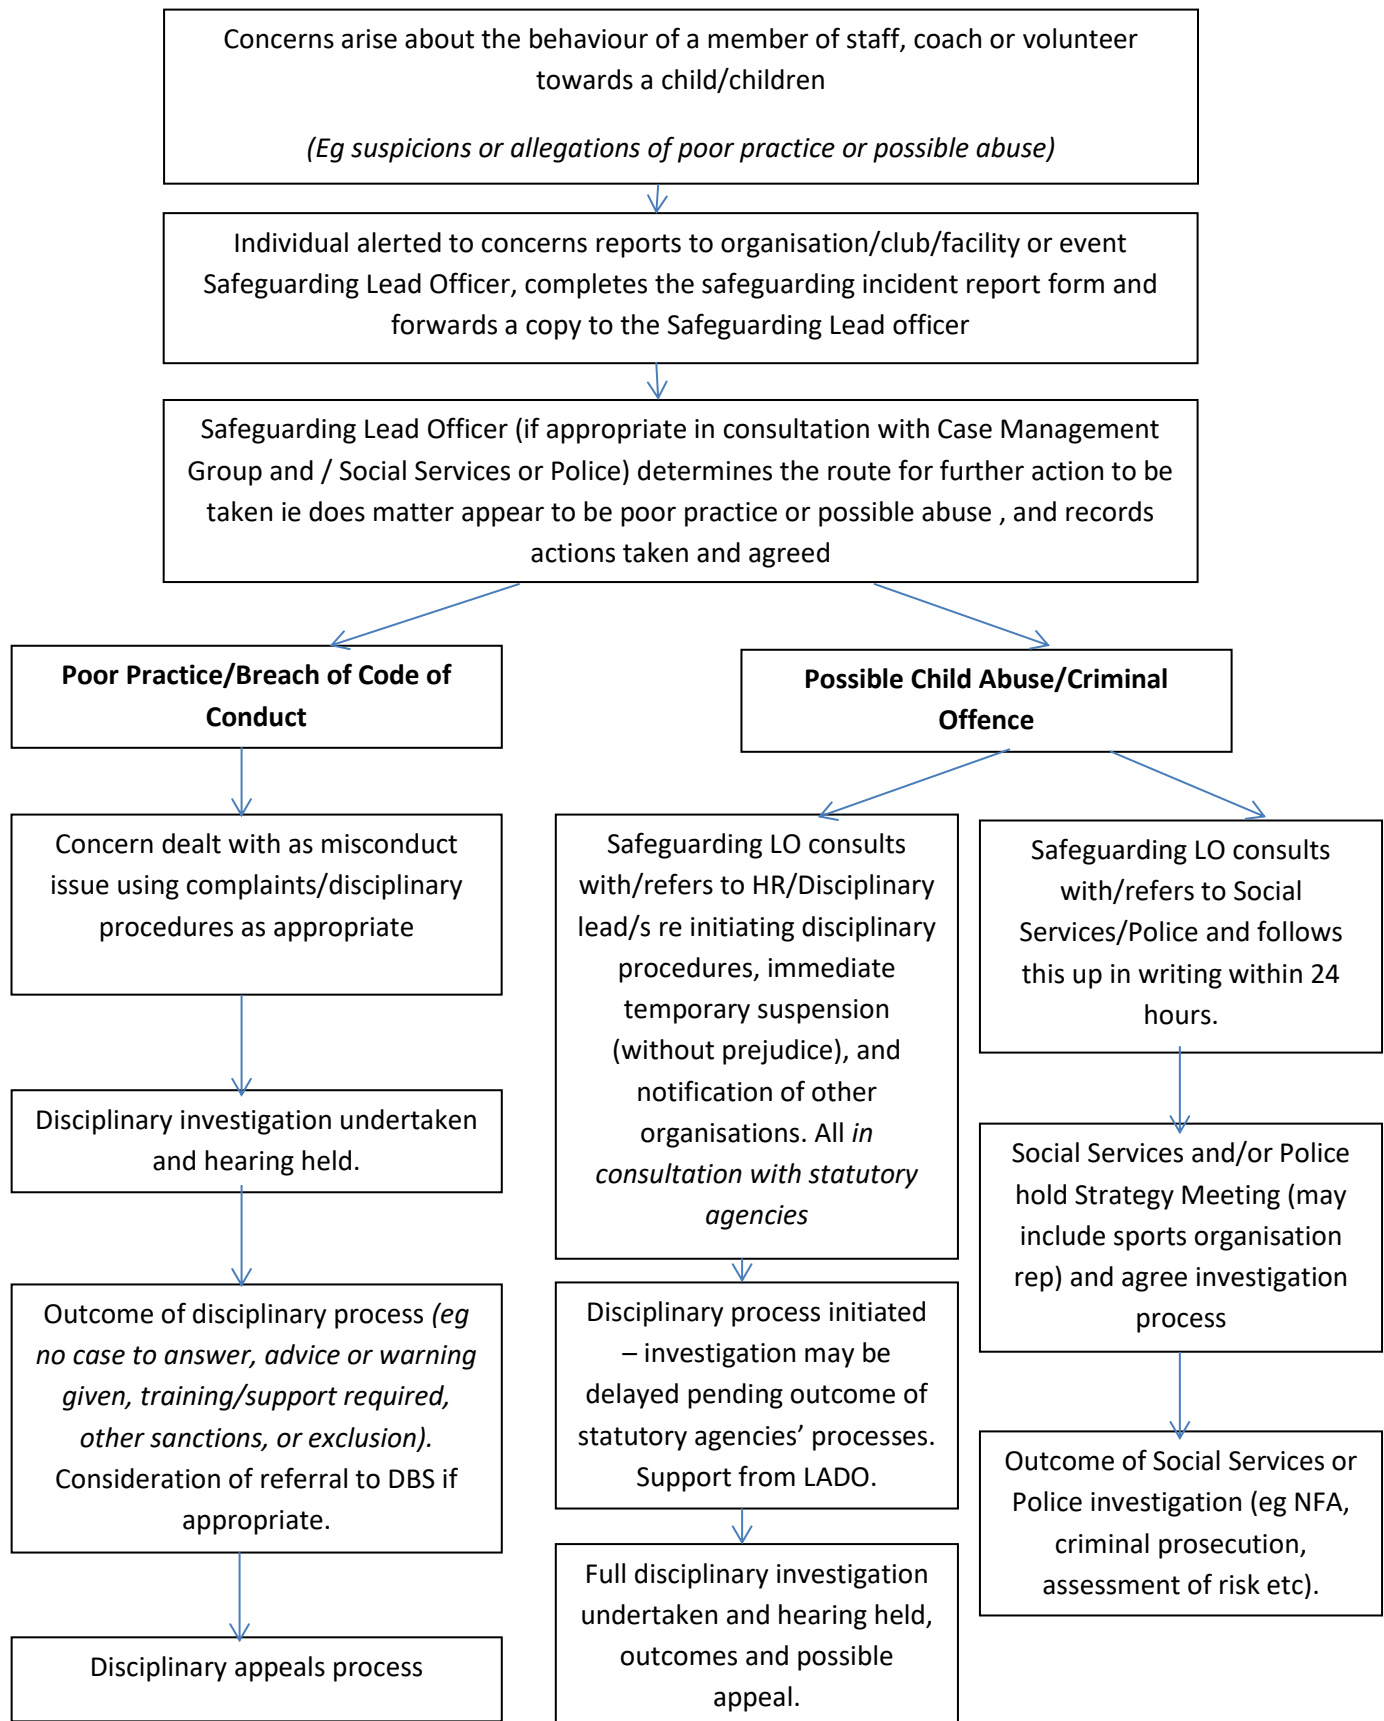 Concerns arise about the behaviour of a member of staff, coach or volunteer
towards a child/children
(Eg suspicions or allegations of poor practice or possible abuse)
Individual alerted to concerns reports to organisation/club/facility or event
Safeguarding Lead Officer, completes the safeguarding incident report form and
forwards a copy to the Safeguarding Lead officer
Safeguarding Lead Officer (if appropriate in consultation with Case Management
Group and / Social Services or Police) determines the route for further action to be
taken ie does matter appear to be poor practice or possible abuse , and records
actions taken and agreed
Poor Practice/Breach of Code of
Conduct
Possible Child Abuse/Criminal
Offence
Concern dealt with as misconduct
issue using complaints/disciplinary
procedures as appropriate
Disciplinary investigation undertaken
and hearing held.
Outcome of disciplinary process (eg
no case to answer, advice or warning
given, training/support required,
other sanctions, or exclusion).
Consideration of referral to DBS if
appropriate.
Disciplinary appeals process
Safeguarding LO consults
with/refers to HR/Disciplinary
lead/s re initiating disciplinary
procedures, immediate
temporary suspension
(without prejudice), and
notification of other
organisations. All in
consultation with statutory
agencies
Disciplinary process initiated
– investigation may be
delayed pending outcome of
statutory agencies’ processes.
Support from LADO.
Full disciplinary investigation
undertaken and hearing held,
outcomes and possible
appeal.
Safeguarding LO consults
with/refers to Social
Services/Police and follows
this up in writing within 24
hours.
Social Services and/or Police
hold Strategy Meeting (may
include sports organisation
rep) and agree investigation
process
Outcome of Social Services or
Police investigation (eg NFA,
criminal prosecution,
assessment of risk etc).